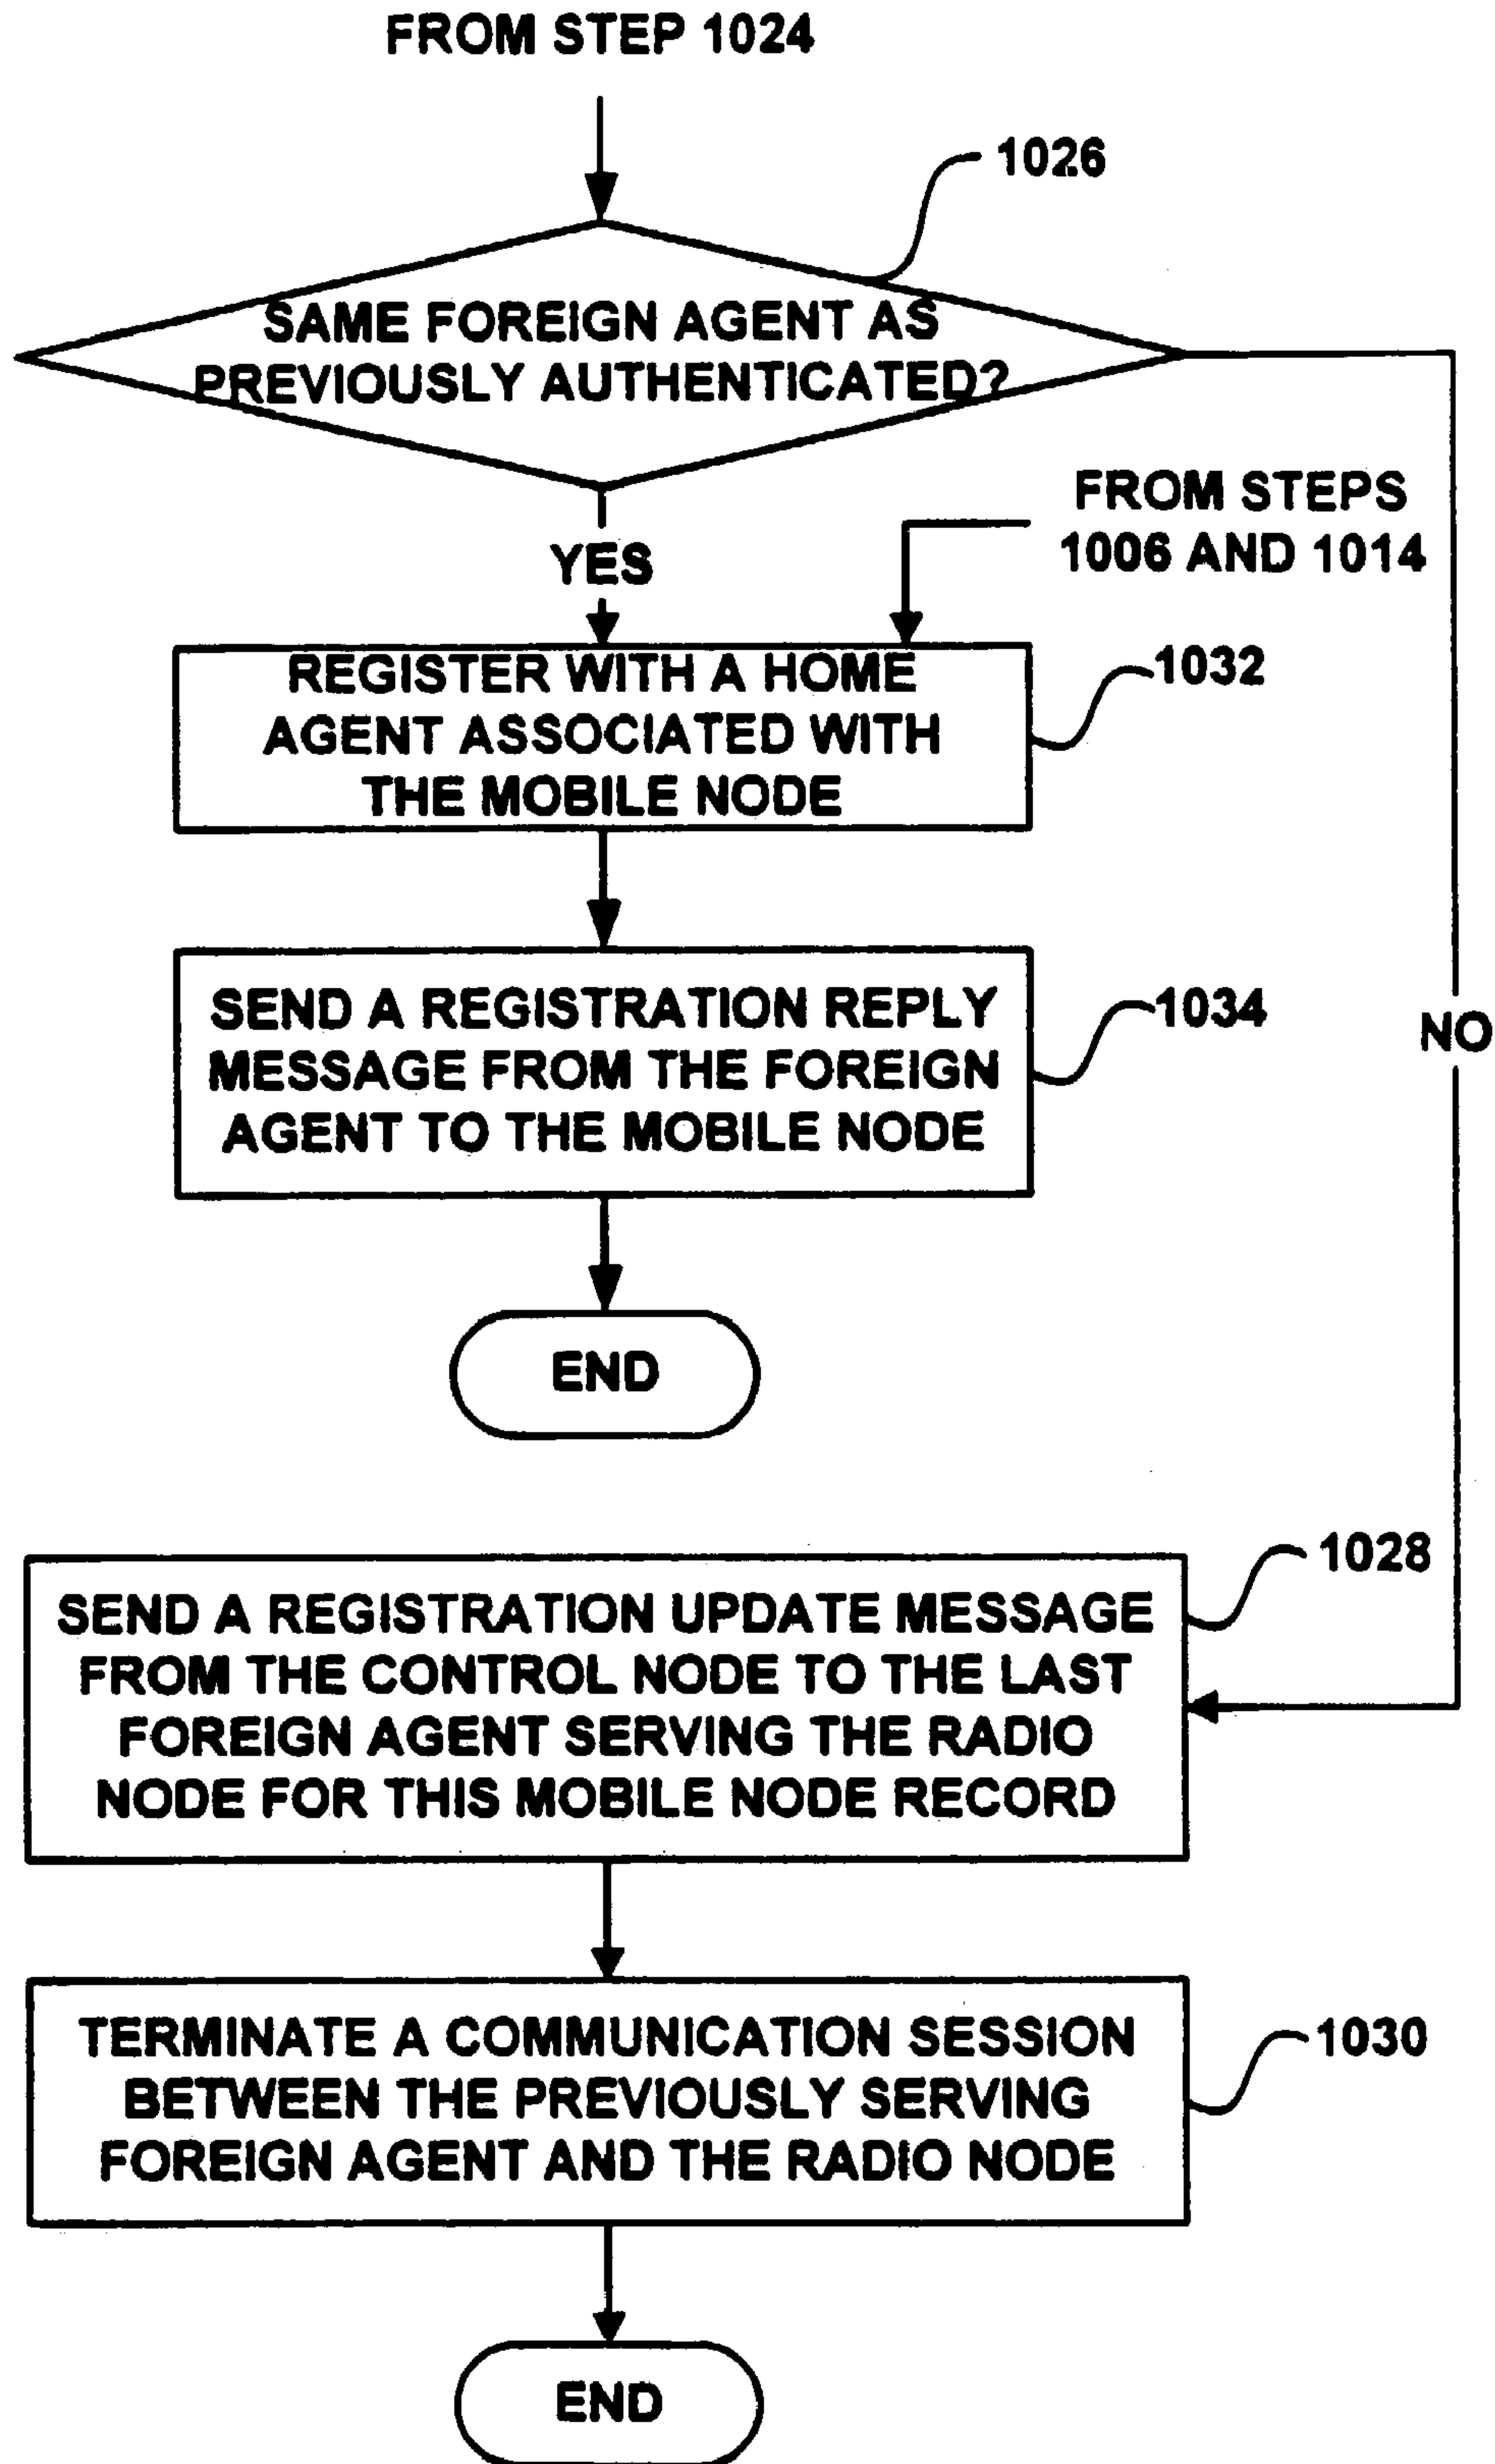 FROM STEP 1024
1026
SAME FOREIGN AGENT AS
PREVIOUSLY AUTHENTICATED?
FROM STEPS
1006 AND 1014
YES
REGISTER WITH A HOME
AGENT ASSOCIATED WITH
THE MOBILE NODE
1032
SEND A REGISTRATION REPLY
MESSAGE FROM THE FOREIGN
AGENT TO THE MOBILE NODE
1034
NO
END
1028
SEND A REGISTRATION UPDATE MESSAGE
FROM THE CONTROL NODE TO THE LAST
FOREIGN AGENT SERVING THE RADIO
NODE FOR THIS MOBILE NODE RECORD
TERMINATE A COMMUNICATION SESSION
BETWEEN THE PREVIOUSLY SERVING
FOREIGN AGENT AND THE RADIO NODE
1030
END